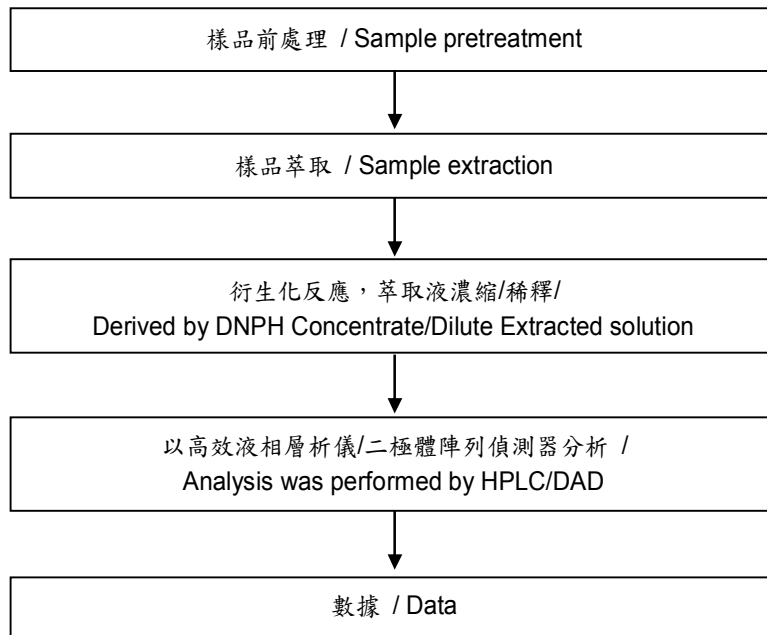 樣品前處理 / Sample pretreatment
樣品萃取 / Sample extraction
衍生化反應，萃取液濃縮/稀釋/
Derived by DNPH Concentrate/Dilute Extracted solution
以高效液相層析儀/二極體陣列偵測器分析 /
Analysis was performed by HPLC/DAD
數據 / Data